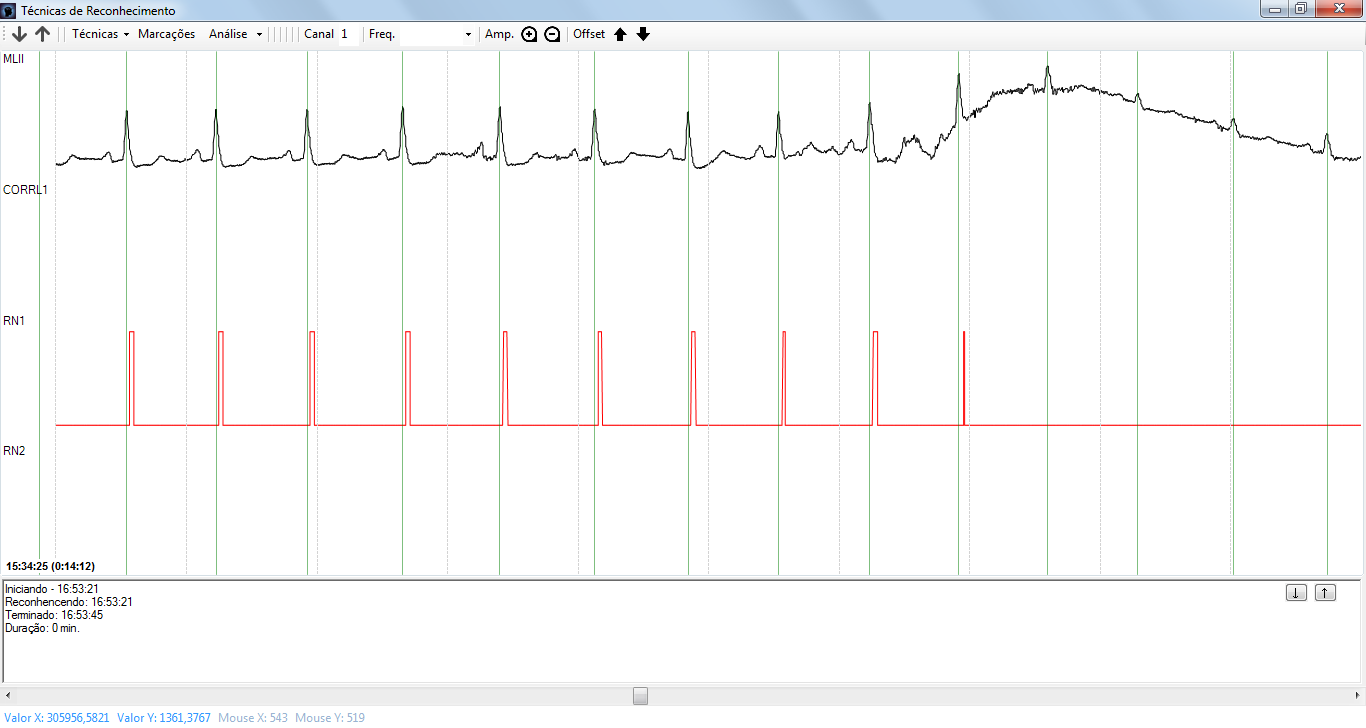 Técnicas de Reconhecimento
Técnicas Marcações Análise Canal 1 Freq. Amp. Offset
MLII
CORRL1
RN1
RN2
15:34:25 (0:14:12)
Iniciando - 16:53:21
Reconhencendo: 16:53:21
Terminado: 16:53:45
Duração: 0 min.
Valor X: 305956,5821 Valor Y: 1361,3767 Mouse X: 543 Mouse Y: 519